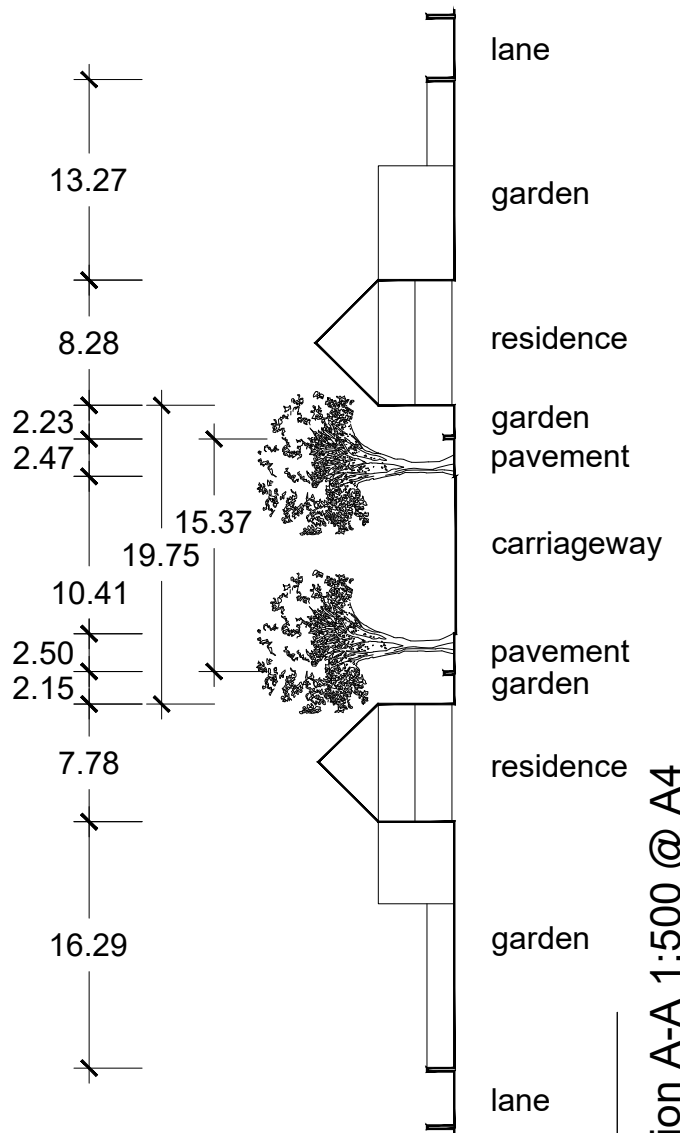 lane
13.27
garden
8.28
residence
2.23
garden
2.47
pavement
15.37
19.75
carriageway
10.41
2.50
pavement
2.15
garden
7.78
residence
16.29
garden
lane
ion A-A 1:500 @ A4